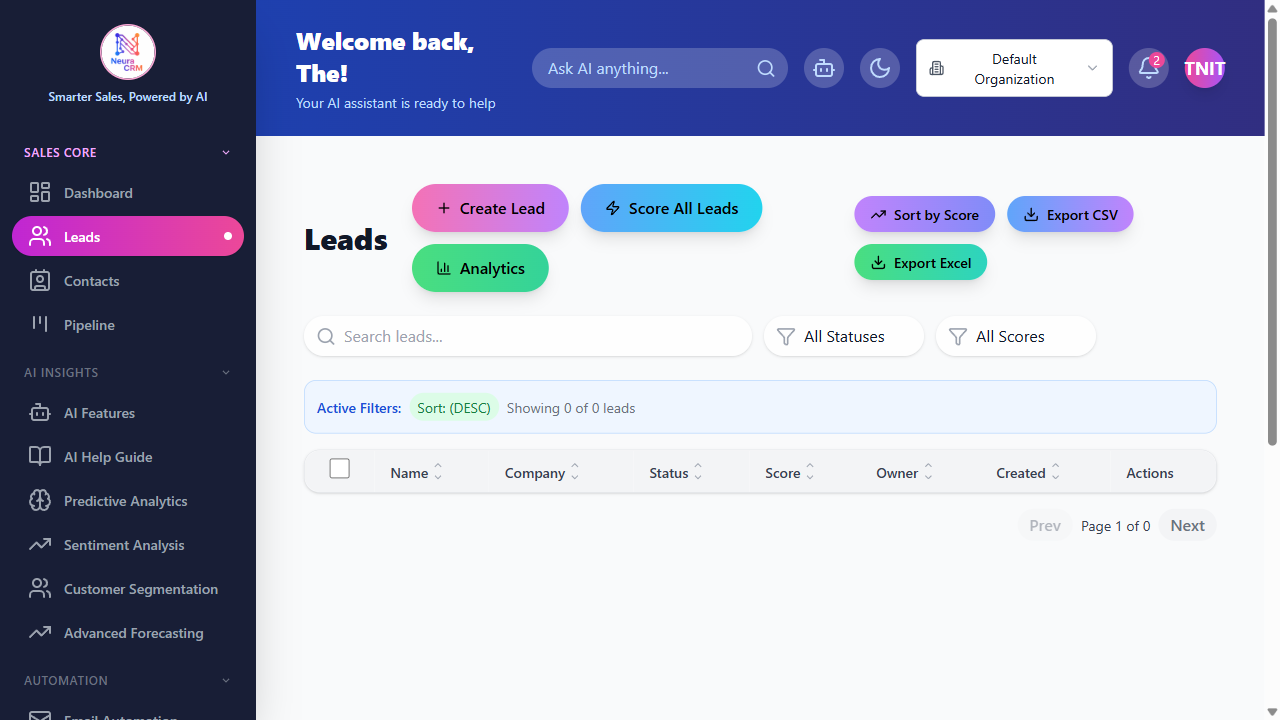 Neura
CRM
Smarter Sales, Powered by AI
SALES CORE
Dashboard
Leads
Contacts
Pipeline
AI INSIGHTS
AI Features
AI Help Guide
Predictive Analytics
Sentiment Analysis
Customer Segmentation
Advanced Forecasting
AUTOMATION
Email Automation
Welcome back,
The!
Your AI assistant is ready to help
Ask AI anything...
Default
Organization
2
TNIT
Leads
Create Lead
Score All Leads
Analytics
Sort by Score
Export CSV
Export Excel
Search leads...
All Statuses
All Scores
Active Filters: Sort: (DESC) Showing 0 of 0 leads
Name Company Status Score Owner Created Actions
Prev Page 1 of 0 Next